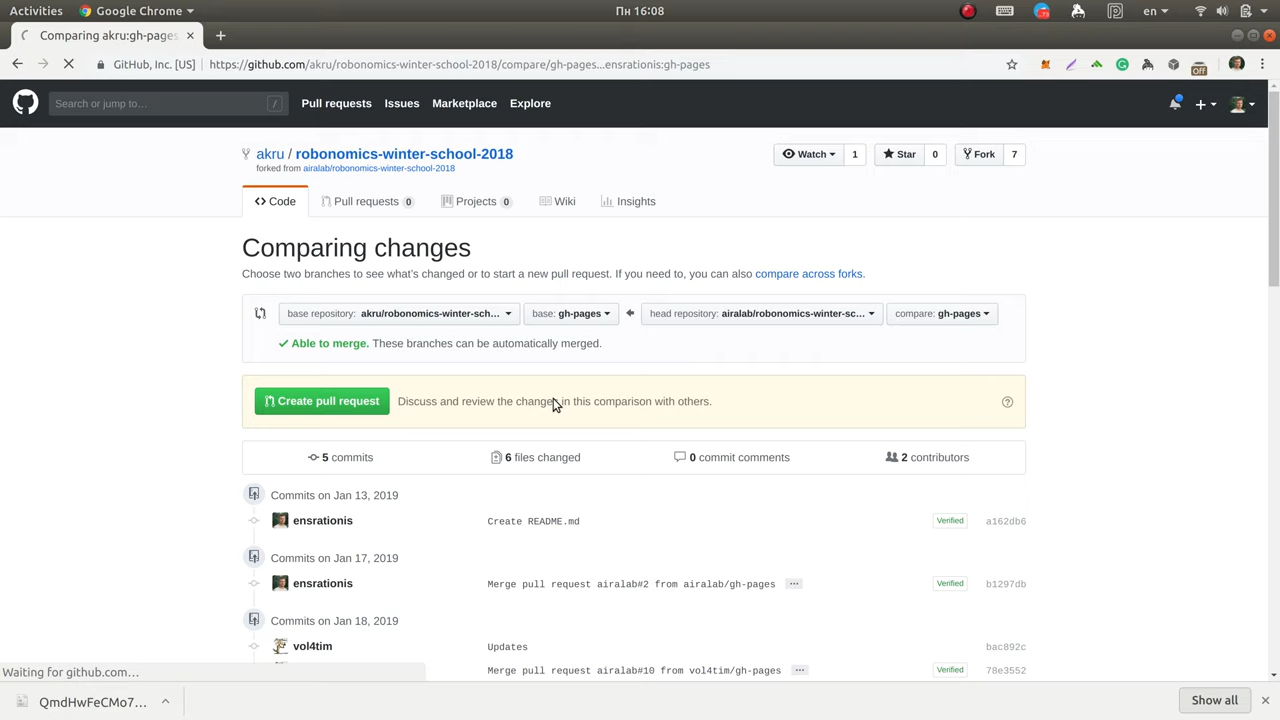 Activities Google Chrome Пн 16:08 en
Comparing akru:gh-pages
GitHub, Inc. [US] https://github.com/akru/robonomics-winter-school-2018/compare/gh-pages...ensrationis:gh-pages Off
Search or jump to… / Pull requests Issues Marketplace Explore
akru / robonomics-winter-school-2018 Watch 1 Star 0 Fork 7
forked from airalab/robonomics-winter-school-2018
Code Pull requests 0 Projects 0 Wiki Insights
Comparing changes
Choose two branches to see what's changed or to start a new pull request. If you need to, you can also compare across forks.
base repository: akru/robonomics-winter-sch… base: gh-pages head repository: airalab/robonomics-winter-sc… compare: gh-pages
Able to merge. These branches can be automatically merged.
Create pull request Discuss and review the changes in this comparison with others.
5 commits 6 files changed 0 commit comments 2 contributors
Commits on Jan 13, 2019
ensrationis Create README.md Verified a162db6
Commits on Jan 17, 2019
ensrationis Merge pull request airalab#2 from airalab/gh-pages … Verified b1297db
Commits on Jan 18, 2019
vol4tim Updates bac892c
Merge pull request airalab#10 from vol4tim/gh-pages … Verified 78e3552
Waiting for github.com…
QmdHwFeCMo7… Show all